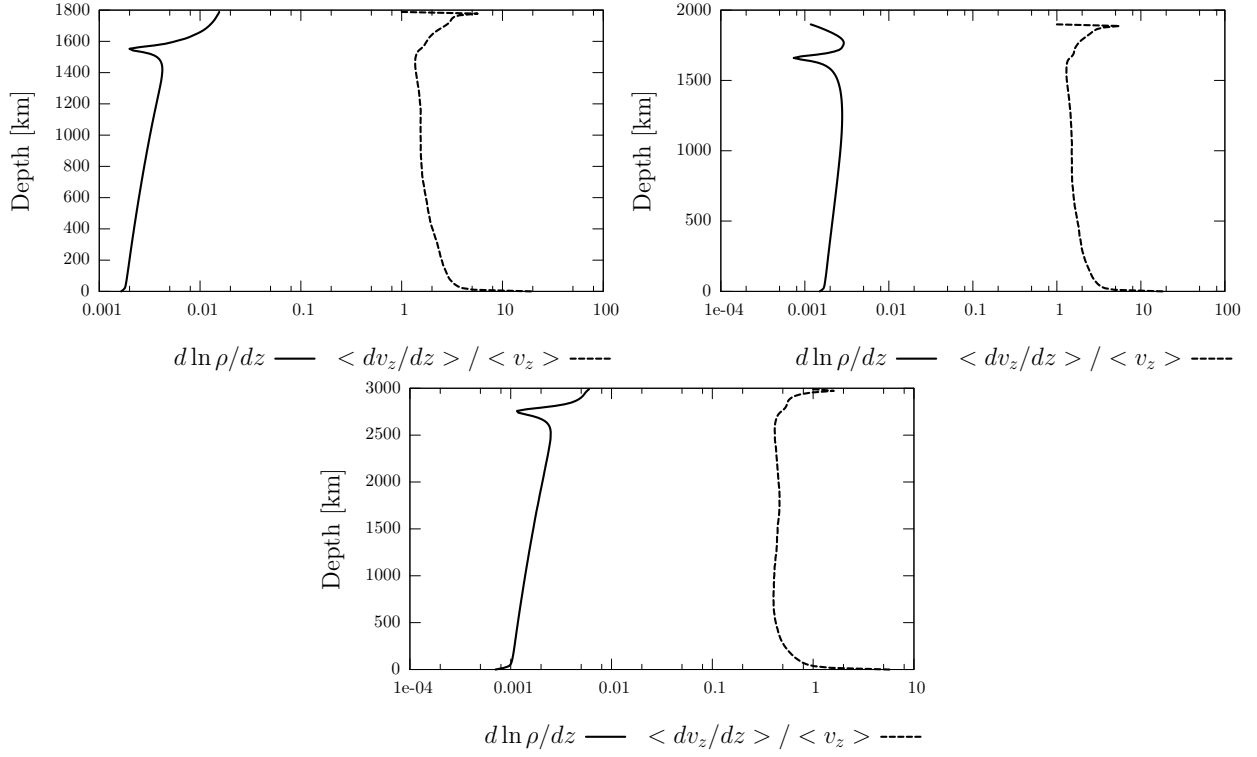 Depth [km]
1800
1600
1400
1200
1000
800
600
400
200
0
0.001 0.01 0.1 1 10 100
d ln ρ/dz < dv_z/dz > / < v_z >
Depth [km]
2000
1500
1000
500
0
1e-04 0.001 0.01 0.1 1 10 100
d ln ρ/dz < dv_z/dz > / < v_z >
Depth [km]
3000
2500
2000
1500
1000
500
0
1e-04 0.001 0.01 0.1 1 10
d ln ρ/dz < dv_z/dz > / < v_z >